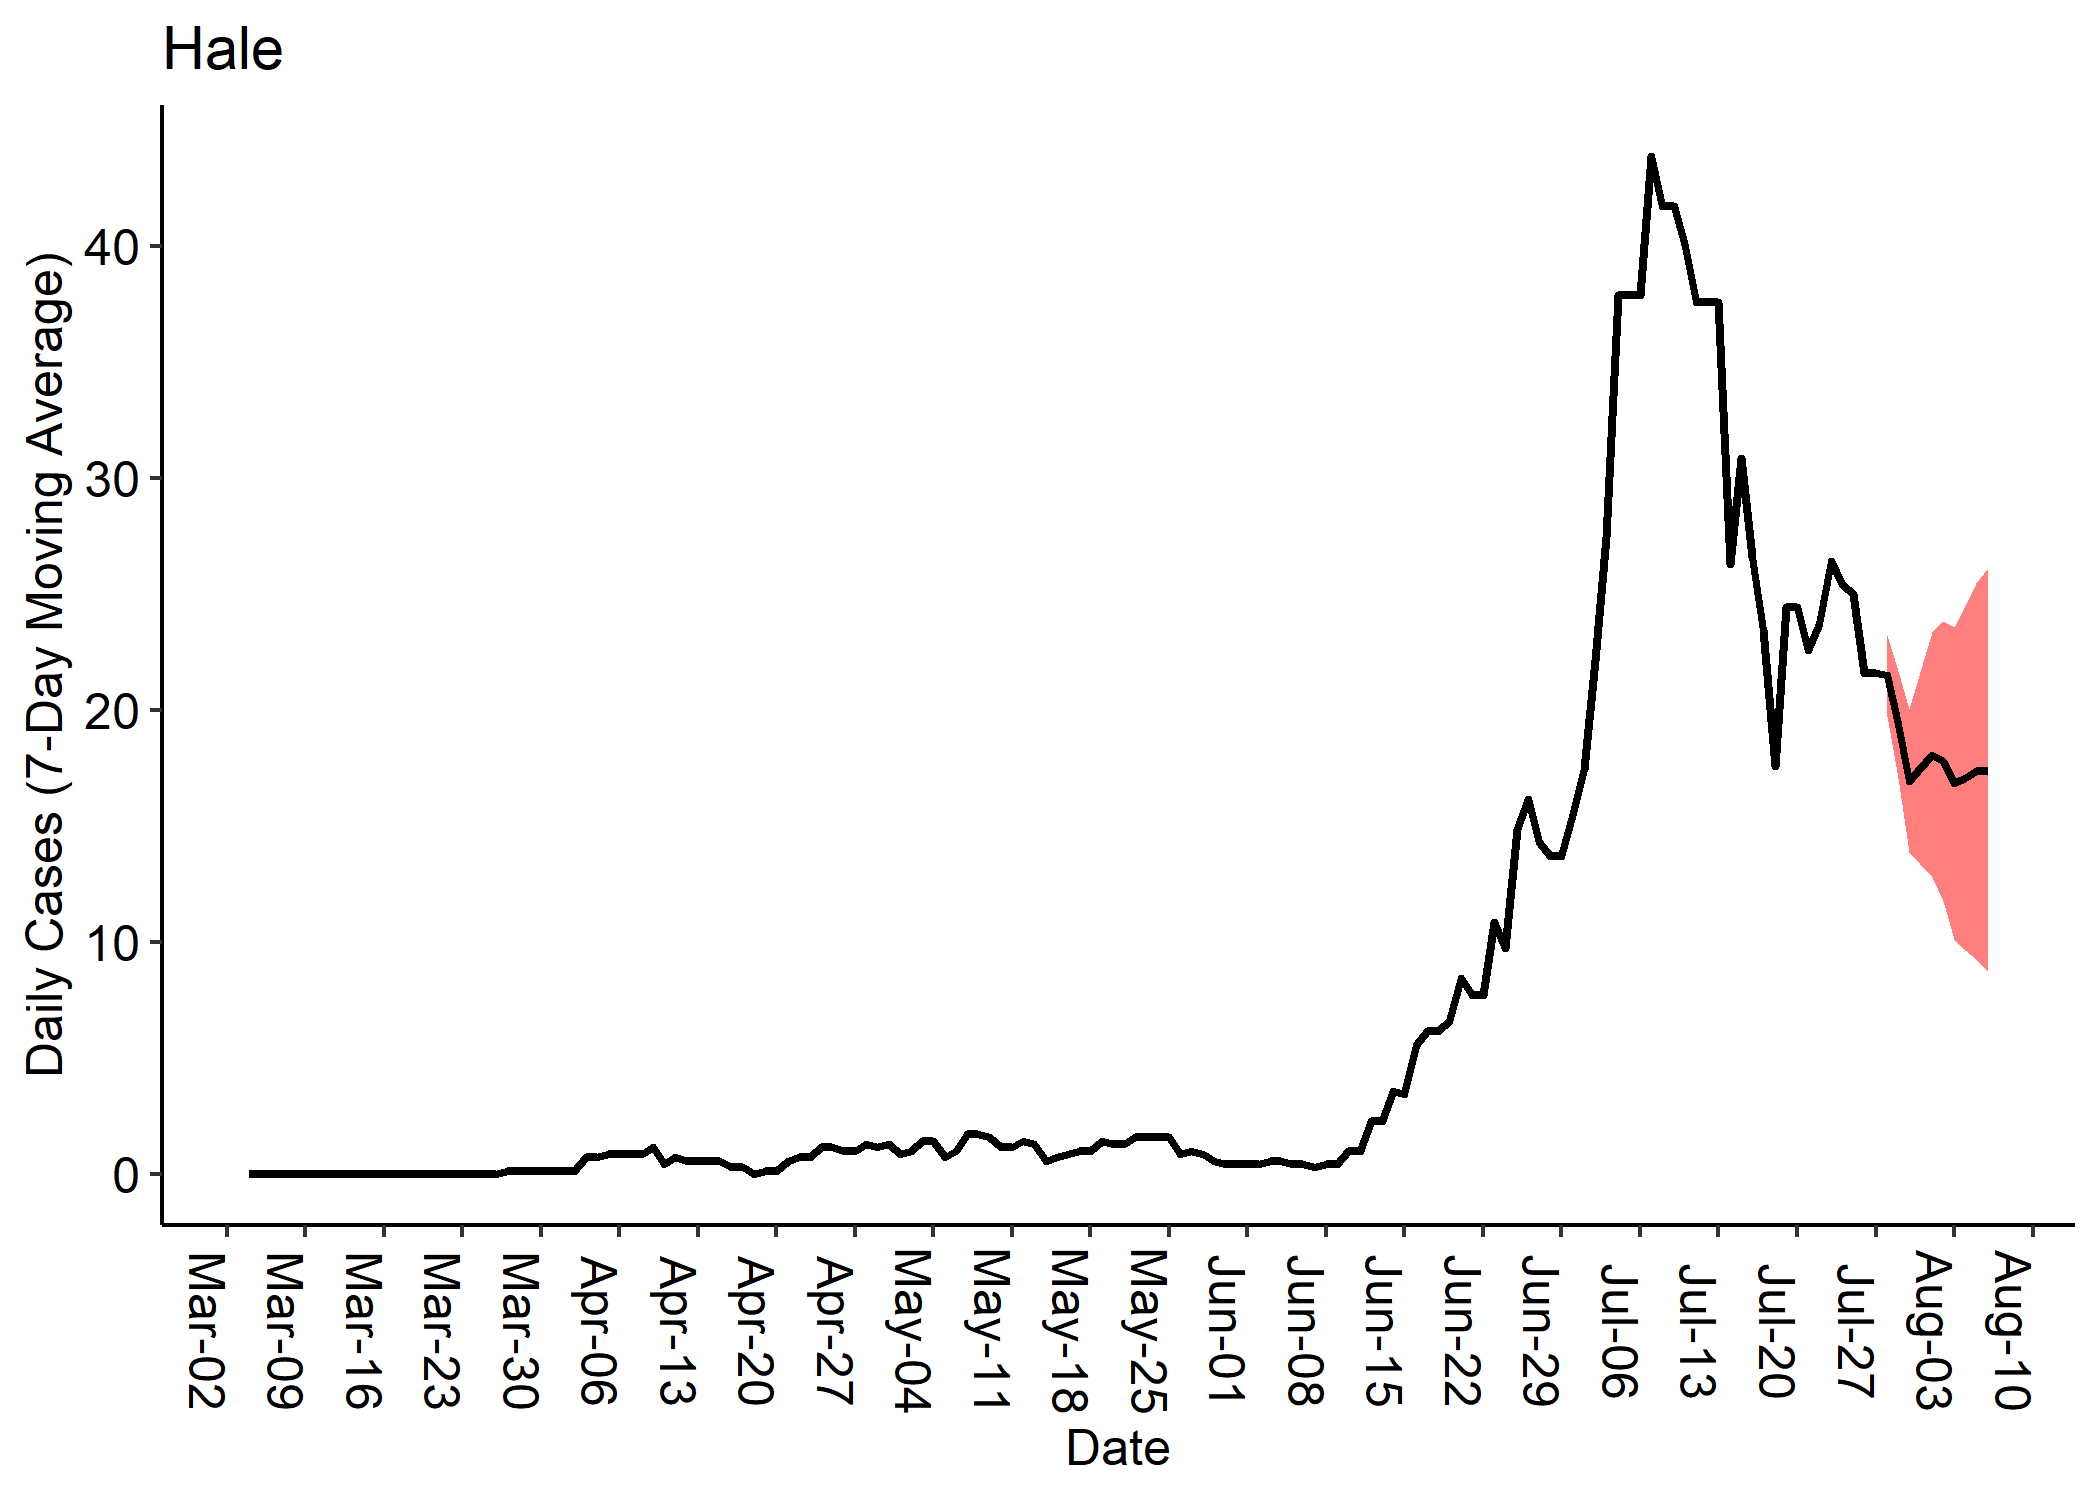 Hale
Daily Cases (7-Day Moving Average)
40
30
20
10
0
Mar-02
Mar-09
Mar-16
Mar-23
Mar-30
Apr-06
Apr-13
Apr-20
Apr-27
May-04
May-11
May-18
May-25
Jun-01
Jun-08
Jun-15
Jun-22
Jun-29
Jul-06
Jul-13
Jul-20
Jul-27
Aug-03
Aug-10
Date